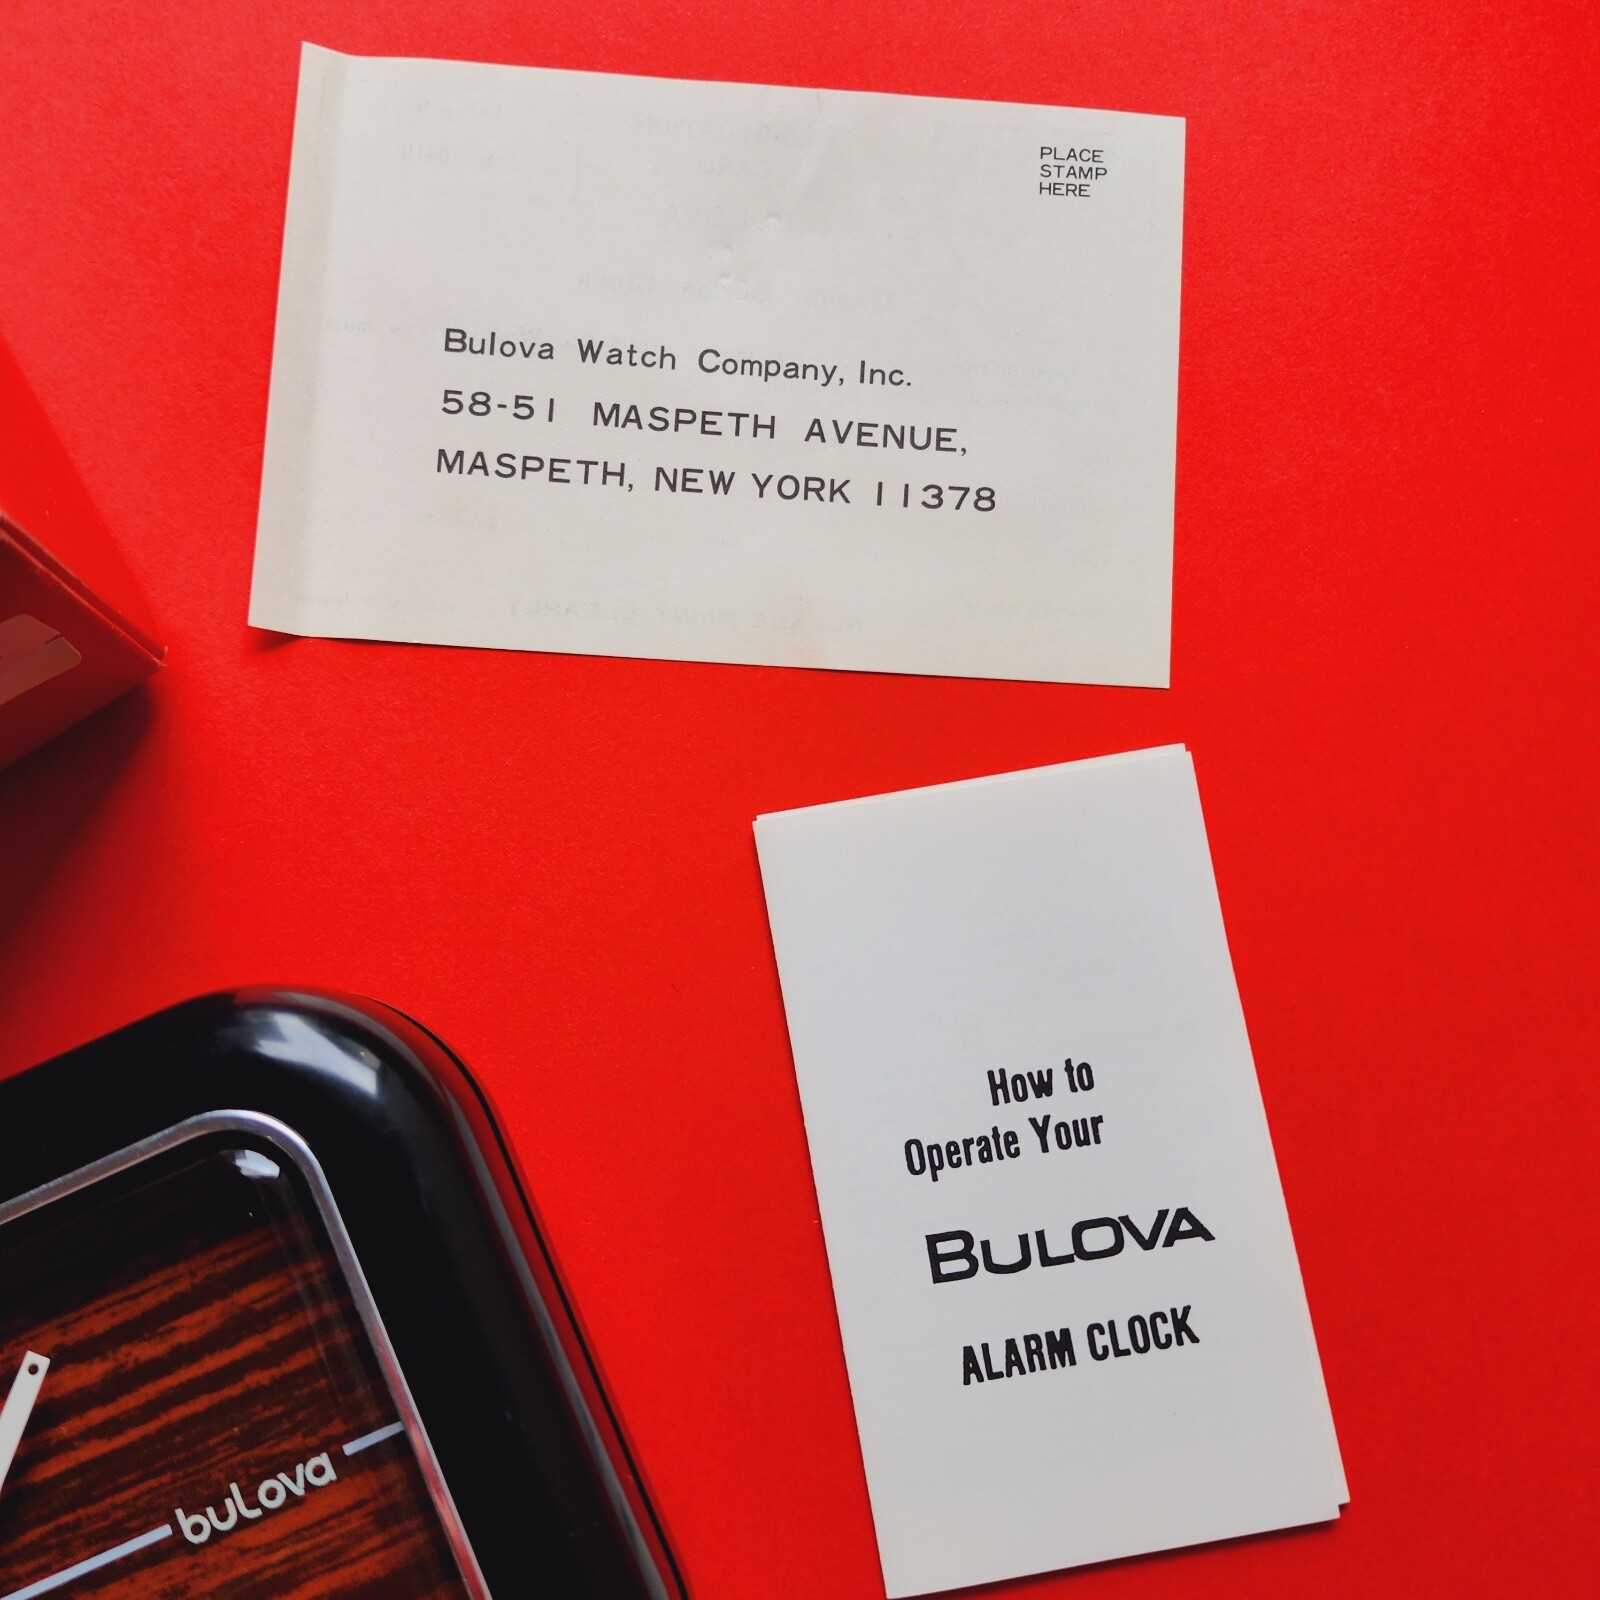 PLACE
STAMP
HERE
Bulova Watch Company, Inc.
58-51 MASPETH AVENUE,
MASPETH, NEW YORK 11378
How to
Operate Your
BULOVA
ALARM CLOCK
bulova